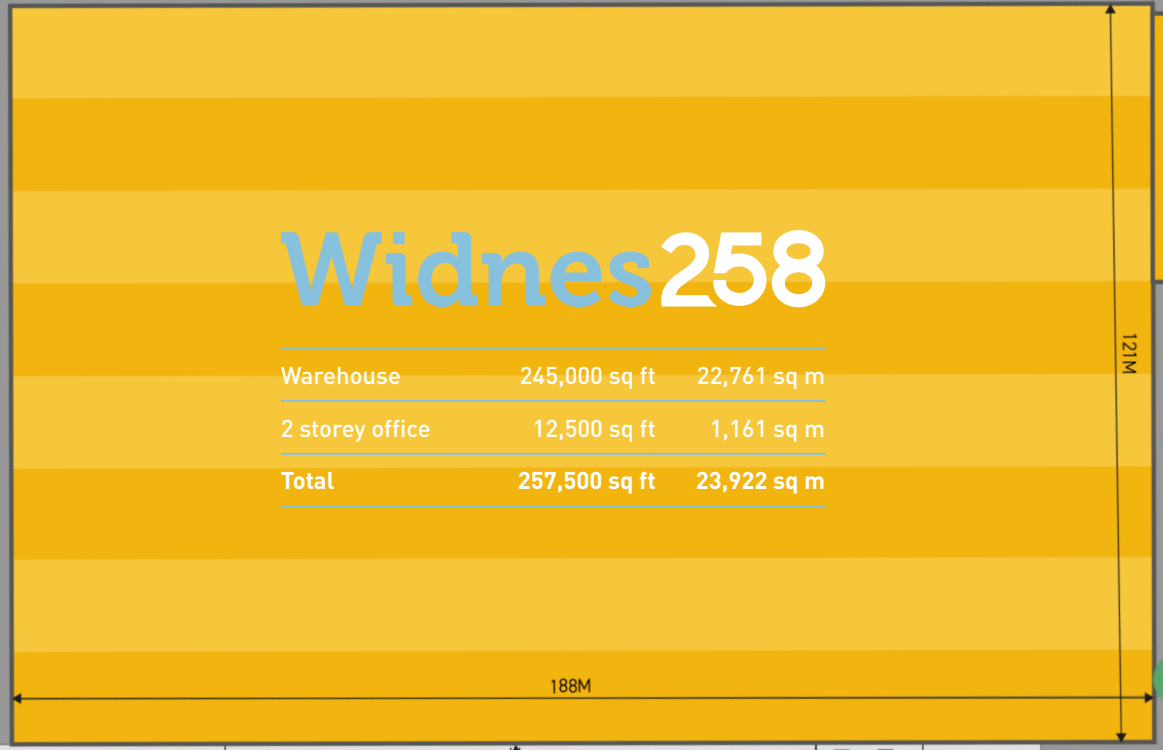 Widnes258
Warehouse 245,000 sq ft 22,761 sq m
2 storey office 12,500 sq ft 1,161 sq m
Total 257,500 sq ft 23,922 sq m
121M
188M